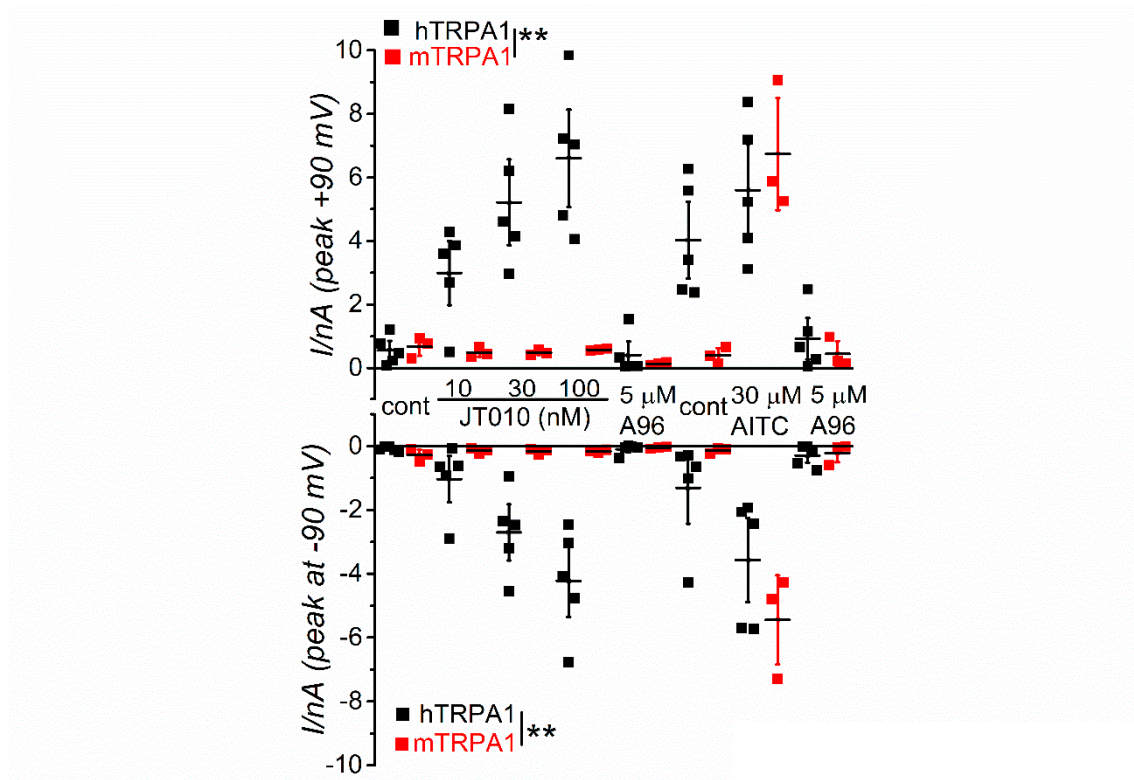 hTRPA1 **
mTRPA1
I/nA (peak +90 mV)
10
8
6
4
2
0
cont 10 30 100 5 μM cont 30 μM 5 μM
JT010 (nM) A96 AITC A96
I/nA (peak at -90 mV)
0
-2
-4
-6
-8
-10
hTRPA1 **
mTRPA1